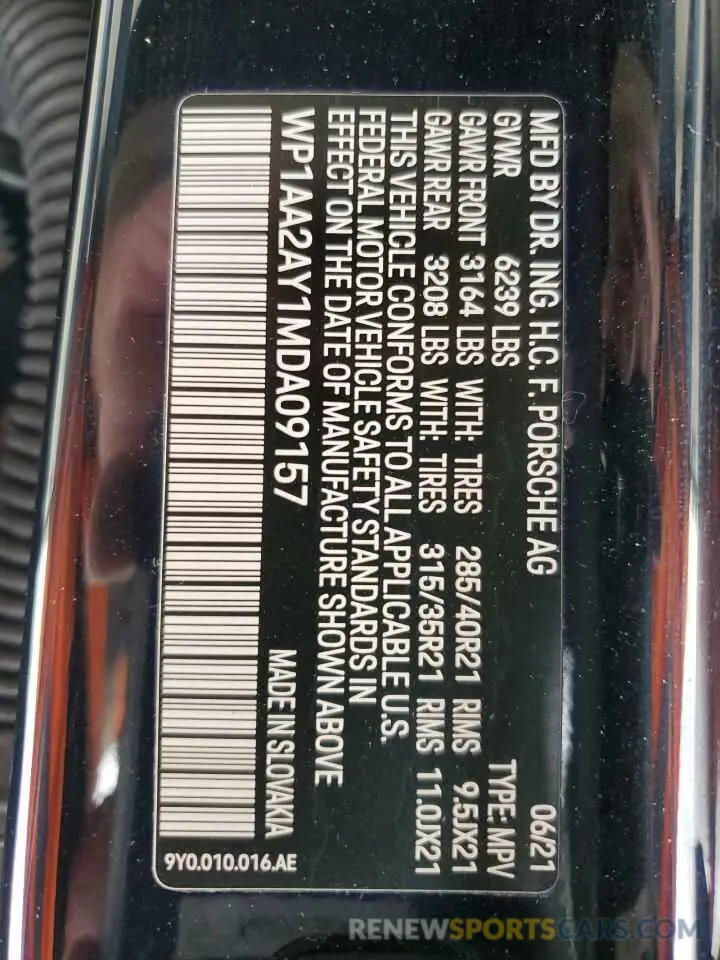 MFD BY DR. ING. H.C. F. PORSCHE AG 06/21
GVWR 6239 LBS TYPE: MPV
GAWR FRONT 3164 LBS WITH: TIRES 285/40R21 RIMS 9.5JX21
GAWR REAR 3208 LBS WITH: TIRES 315/35R21 RIMS 11.0JX21
THIS VEHICLE CONFORMS TO ALL APPLICABLE U.S.
FEDERAL MOTOR VEHICLE SAFETY STANDARDS IN
EFFECT ON THE DATE OF MANUFACTURE SHOWN ABOVE
WP1AA2AY1MDA09157 MADE IN SLOVAKIA
9Y0.010.016.AE
RENEWSPORTSCARS.COM